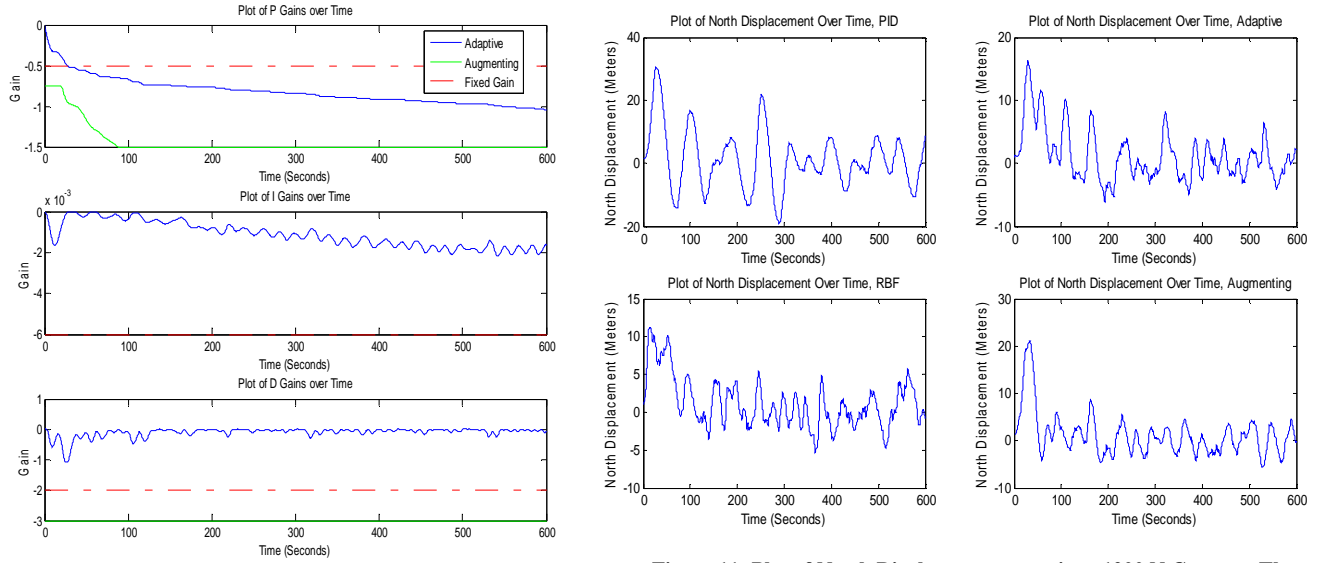 Plot of P Gains over Time
0
-0.5
-1
-1.5
Gain
Adaptive
Augmenting
Fixed Gain
0 100 200 300 400 500 600
Time (Seconds)
x 10^-3
Plot of I Gains over Time
0
-2
-4
-6
Gain
0 100 200 300 400 500 600
Time (Seconds)
Plot of D Gains over Time
1
0
-1
-2
-3
Gain
0 100 200 300 400 500 600
Time (Seconds)
Plot of North Displacement Over Time, PID
40
20
0
-20
North Displacement (Meters)
0 100 200 300 400 500 600
Time (Seconds)
Plot of North Displacement Over Time, Adaptive
20
10
0
-10
North Displacement (Meters)
0 100 200 300 400 500 600
Time (Seconds)
Plot of North Displacement Over Time, RBF
15
10
5
0
-5
-10
North Displacement (Meters)
0 100 200 300 400 500 600
Time (Seconds)
Plot of North Displacement Over Time, Augmenting
30
20
10
0
-10
North Displacement (Meters)
0 100 200 300 400 500 600
Time (Seconds)